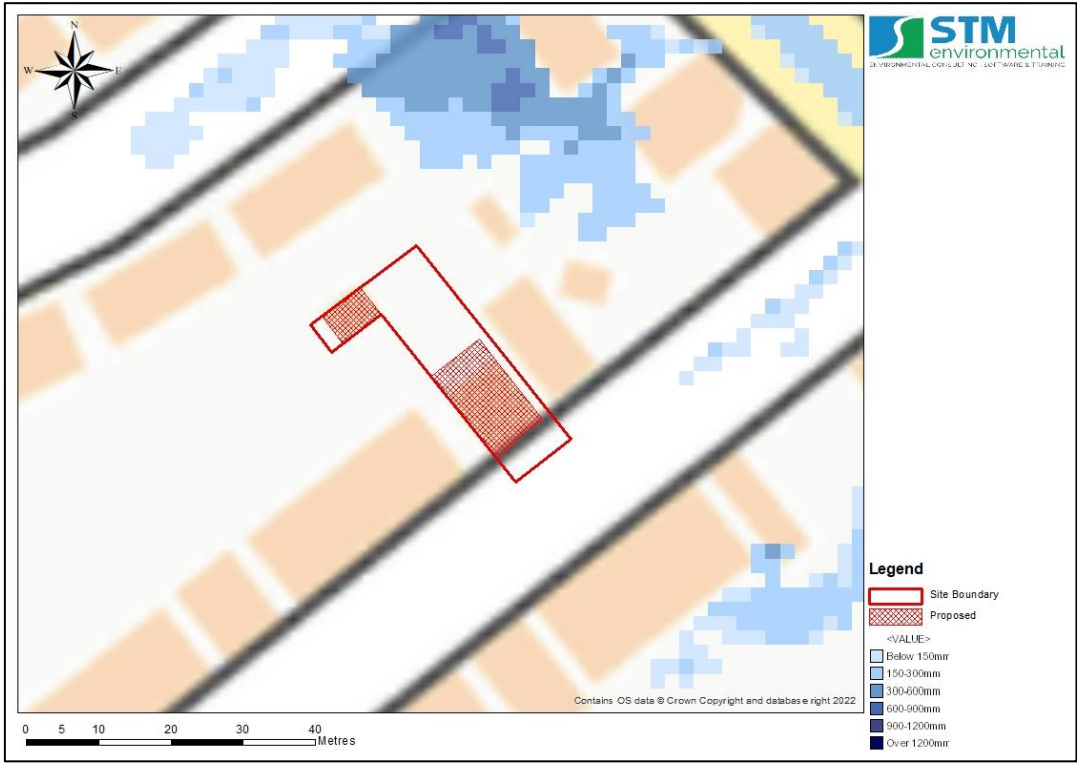 N
W E
S
STM
environmental
ENVIRONMENTAL CONSULTING | SOFTWARE & TRAINING
Legend
Site Boundary
Proposed
<VALUE>
Below 150mm
150-300mm
300-600mm
600-900mm
900-1200mm
Over 1200mm
Contains OS data © Crown Copyright and database right 2022
0 5 10 20 30 40
Metres